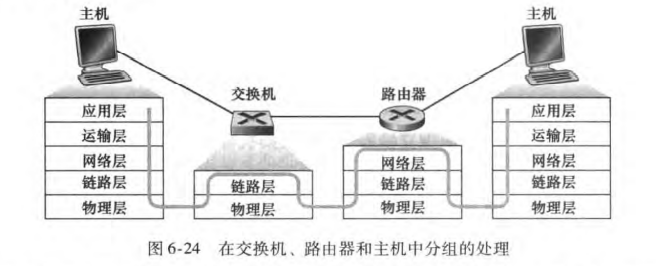 主机
主机
交换机
路由器
应用层
运输层
网络层
链路层
物理层
链路层
物理层
网络层
链路层
物理层
应用层
运输层
网络层
链路层
物理层
图 6-24 在交换机、路由器和主机中分组的处理